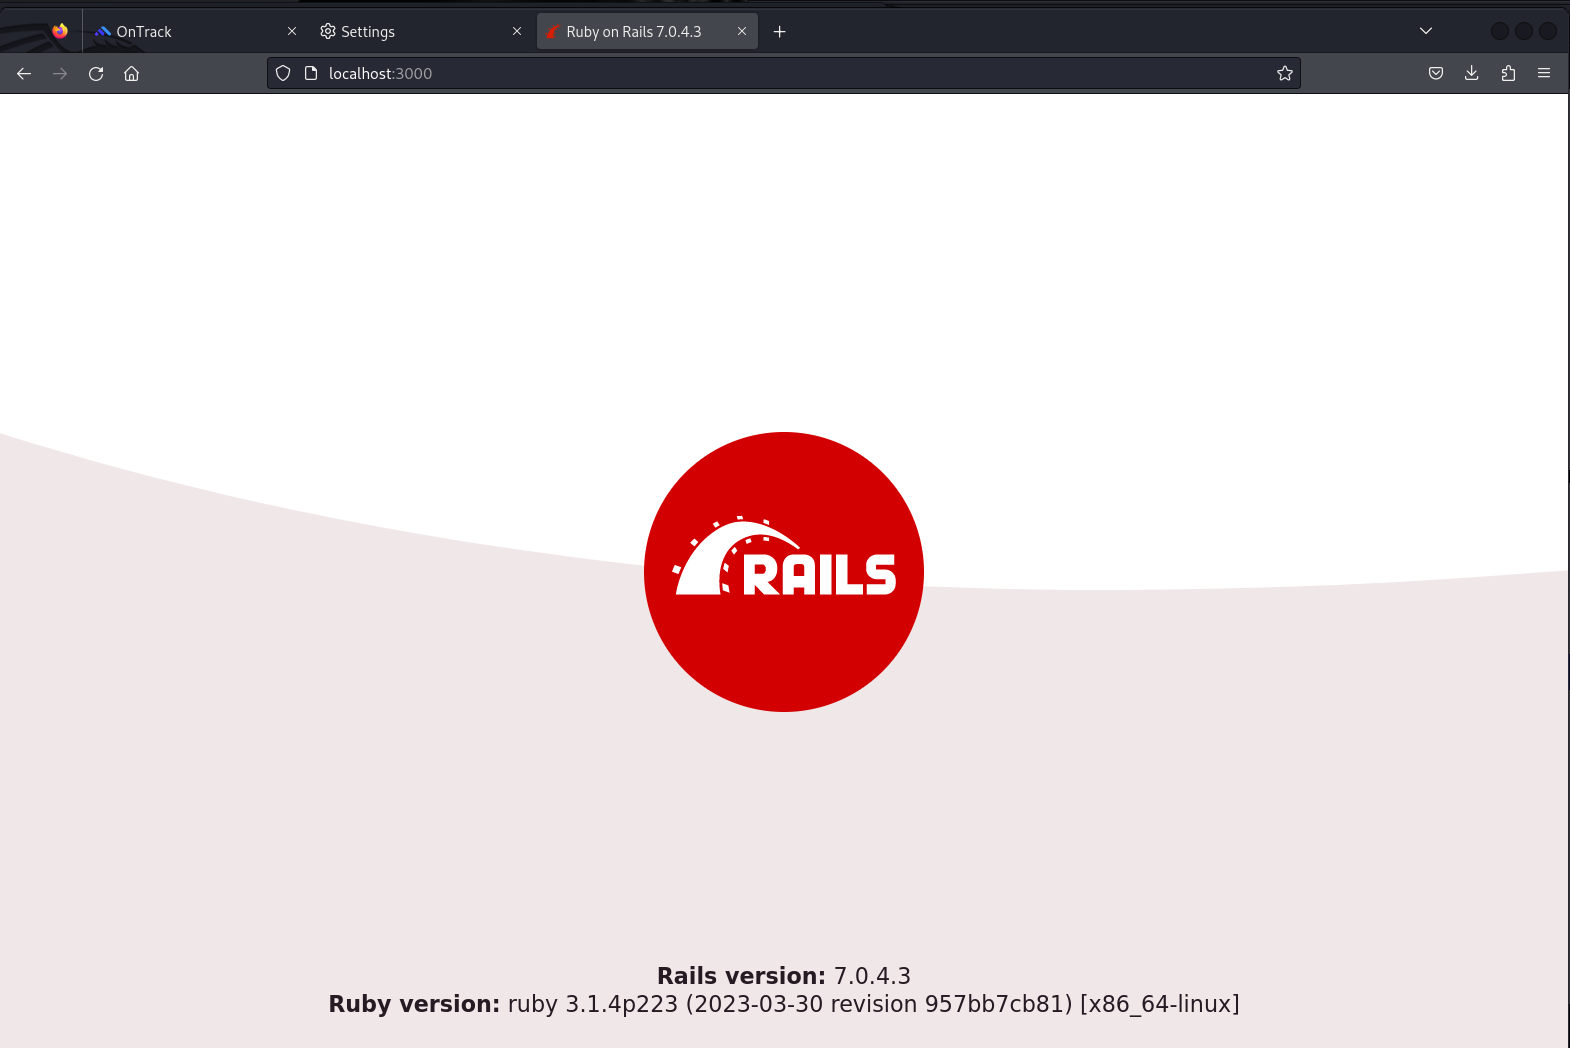 OnTrack
Settings
Ruby on Rails 7.0.4.3
localhost:3000
RAILS
Rails version: 7.0.4.3
Ruby version: ruby 3.1.4p223 (2023-03-30 revision 957bb7cb81) [x86_64-linux]